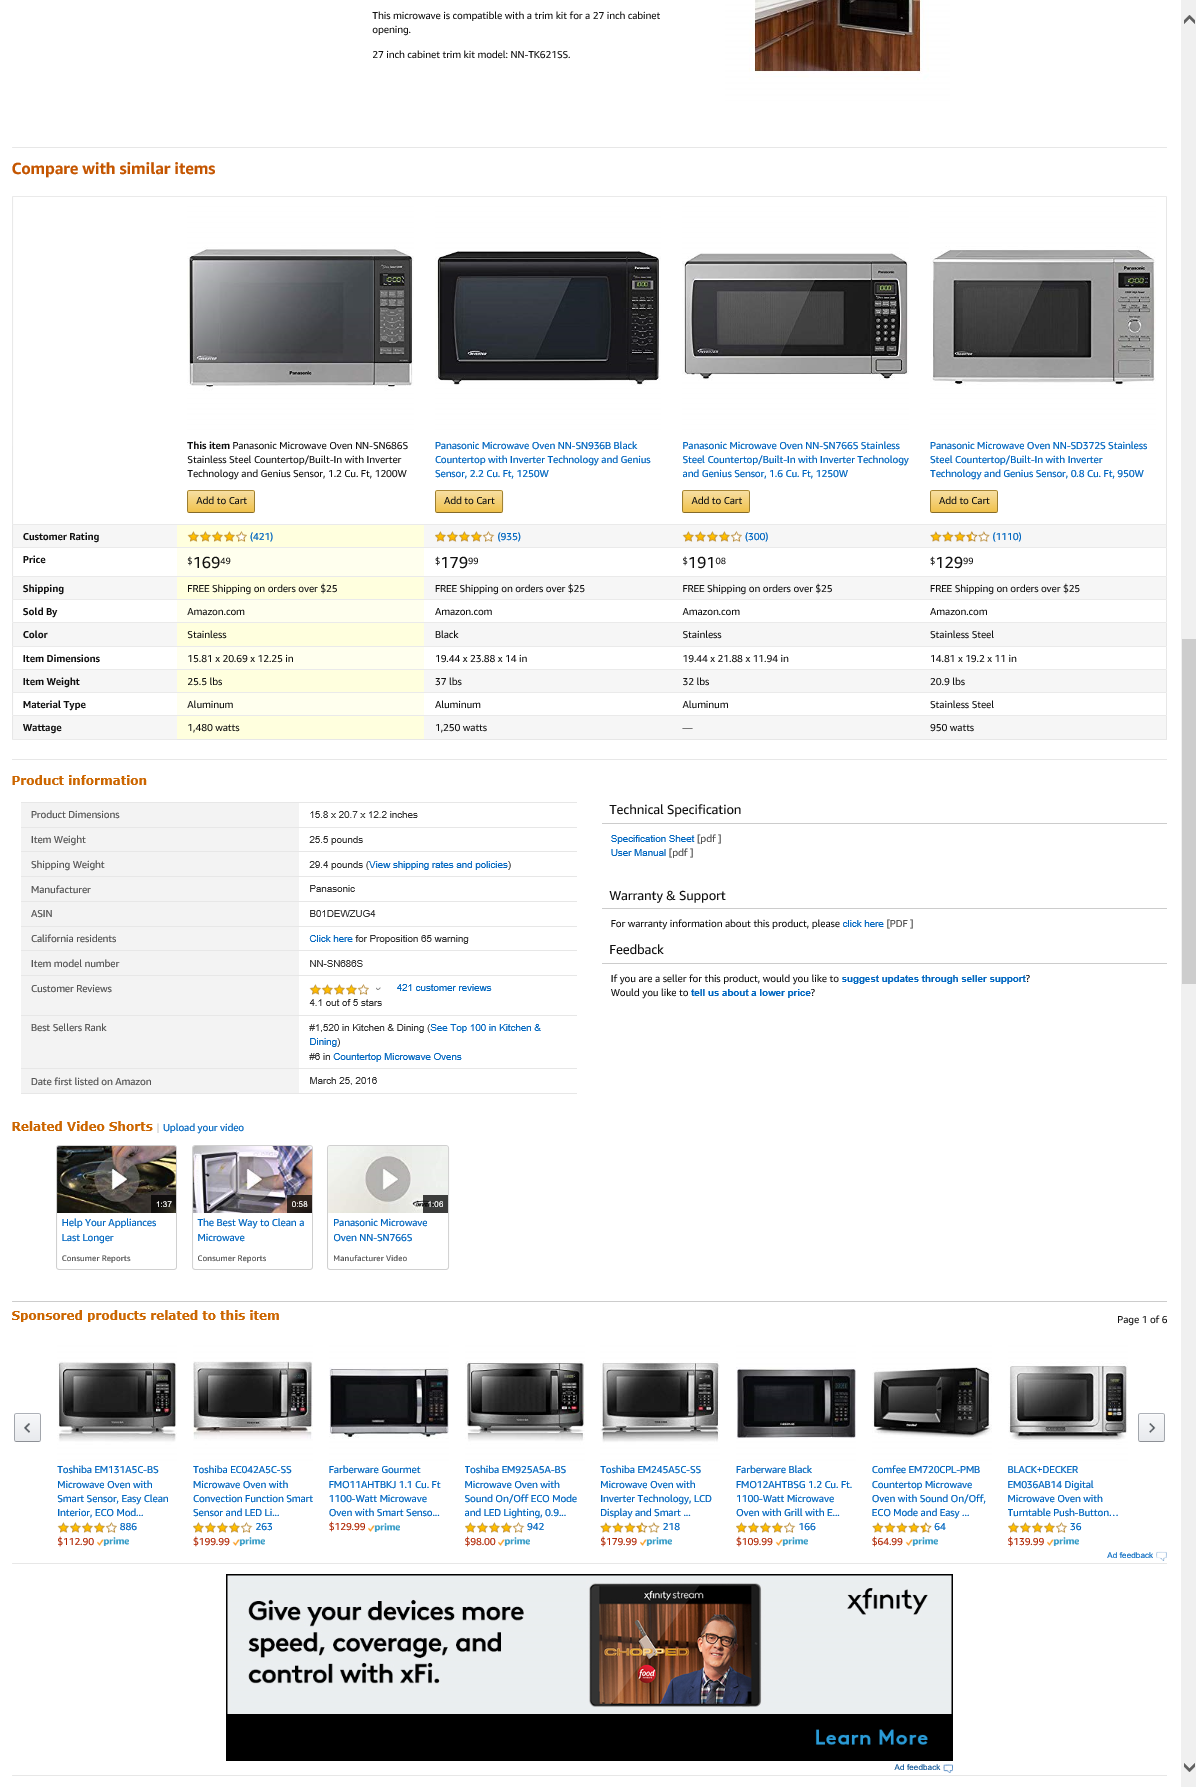 This microwave is compatible with a trim kit for a 27 inch cabinet
opening.
27 inch cabinet trim kit model: NN-TK621SS.
Compare with similar items
This item Panasonic Microwave Oven NN-SN686S
Stainless Steel Countertop/Built-In with Inverter
Technology and Genius Sensor, 1.2 Cu. Ft, 1200W
Panasonic Microwave Oven NN-SN936B Black
Countertop with Inverter Technology and Genius
Sensor, 2.2 Cu. Ft, 1250W
Panasonic Microwave Oven NN-SN766S Stainless
Steel Countertop/Built-In with Inverter Technology
and Genius Sensor, 1.6 Cu. Ft, 1250W
Panasonic Microwave Oven NN-SD372S Stainless
Steel Countertop/Built-In with Inverter
Technology and Genius Sensor, 0.8 Cu. Ft, 950W
Add to Cart Add to Cart Add to Cart Add to Cart
Customer Rating (421) (935) (300) (1110)
Price $169 49 $179 99 $191 08 $129 99
Shipping FREE Shipping on orders over $25 FREE Shipping on orders over $25 FREE Shipping on orders over $25 FREE Shipping on orders over $25
Sold By Amazon.com Amazon.com Amazon.com Amazon.com
Color Stainless Black Stainless Stainless Steel
Item Dimensions 15.81 x 20.69 x 12.25 in 19.44 x 23.88 x 14 in 19.44 x 21.88 x 11.94 in 14.81 x 19.2 x 11 in
Item Weight 25.5 lbs 37 lbs 32 lbs 20.9 lbs
Material Type Aluminum Aluminum Aluminum Stainless Steel
Wattage 1,480 watts 1,250 watts — 950 watts
Product information
Product Dimensions 15.8 x 20.7 x 12.2 inches
Item Weight 25.5 pounds
Shipping Weight 29.4 pounds (View shipping rates and policies)
Manufacturer Panasonic
ASIN B01DEWZUG4
California residents Click here for Proposition 65 warning
Item model number NN-SN686S
Customer Reviews 421 customer reviews
4.1 out of 5 stars
Best Sellers Rank #1,520 in Kitchen & Dining (See Top 100 in Kitchen &
Dining)
#6 in Countertop Microwave Ovens
Date first listed on Amazon March 25, 2016
Technical Specification
Specification Sheet [pdf ]
User Manual [pdf ]
Warranty & Support
For warranty information about this product, please click here [PDF ]
Feedback
If you are a seller for this product, would you like to suggest updates through seller support?
Would you like to tell us about a lower price?
Related Video Shorts | Upload your video
1:37 0:58 1:06
Help Your Appliances
Last Longer
Consumer Reports
The Best Way to Clean a
Microwave
Consumer Reports
Panasonic Microwave
Oven NN-SN766S
Manufacturer Video
Sponsored products related to this item
Page 1 of 6
Toshiba EM131A5C-BS
Microwave Oven with
Smart Sensor, Easy Clean
Interior, ECO Mod...
886
$112.90 prime
Toshiba EC042A5C-SS
Microwave Oven with
Convection Function Smart
Sensor and LED Li...
263
$199.99 prime
Farberware Gourmet
FMO11AHTBKJ 1.1 Cu. Ft
1100-Watt Microwave
Oven with Smart Senso...
$129.99 prime
Toshiba EM925A5A-BS
Microwave Oven with
Sound On/Off ECO Mode
and LED Lighting, 0.9...
942
$98.00 prime
Toshiba EM245A5C-SS
Microwave Oven with
Inverter Technology, LCD
Display and Smart ...
218
$179.99 prime
Farberware Black
FMO12AHTBSG 1.2 Cu. Ft.
1100-Watt Microwave
Oven with Grill with E...
166
$109.99 prime
Comfee EM720CPL-PMB
Countertop Microwave
Oven with Sound On/Off,
ECO Mode and Easy ...
64
$64.99 prime
BLACK+DECKER
EM036AB14 Digital
Microwave Oven with
Turntable Push-Button...
36
$139.99 prime
Ad feedback
Give your devices more
speed, coverage, and
control with xFi.
xfinity stream
CHOPPED
food
xfinity
Learn More
Ad feedback